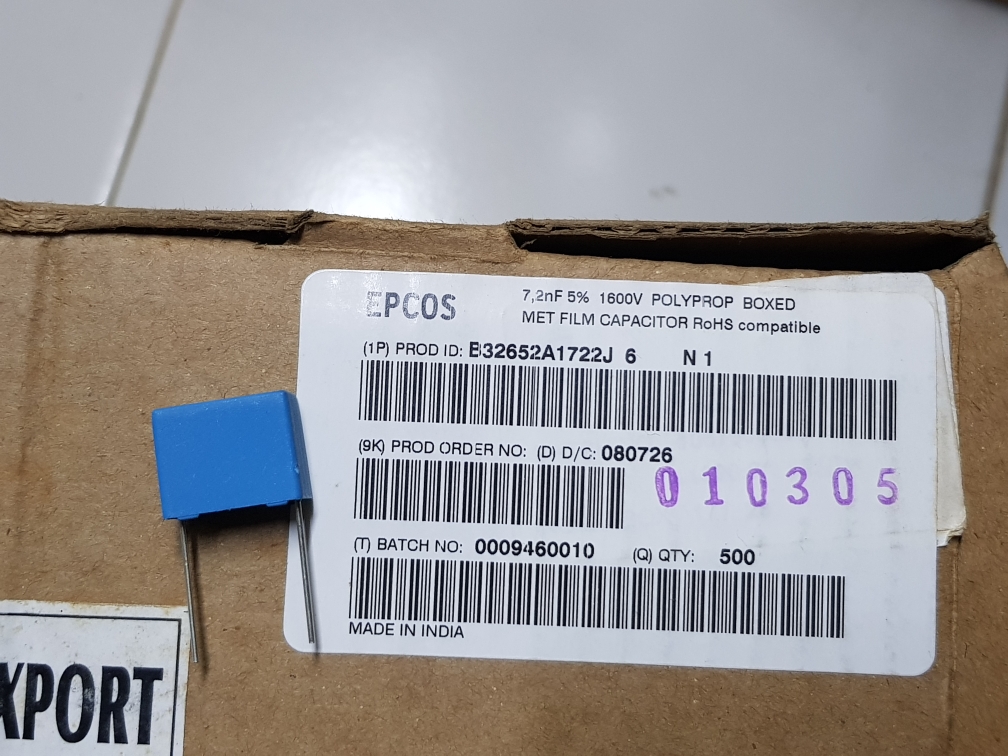 EPCOS
7,2nF 5% 1600V POLYPROP BOXED
MET FILM CAPACITOR RoHS compatible
(1P) PROD ID: B32652A1722J 6 N 1
(9K) PROD ORDER NO: (D) D/C: 080726
010305
(T) BATCH NO: 0009460010 (Q) QTY: 500
MADE IN INDIA
XPORT